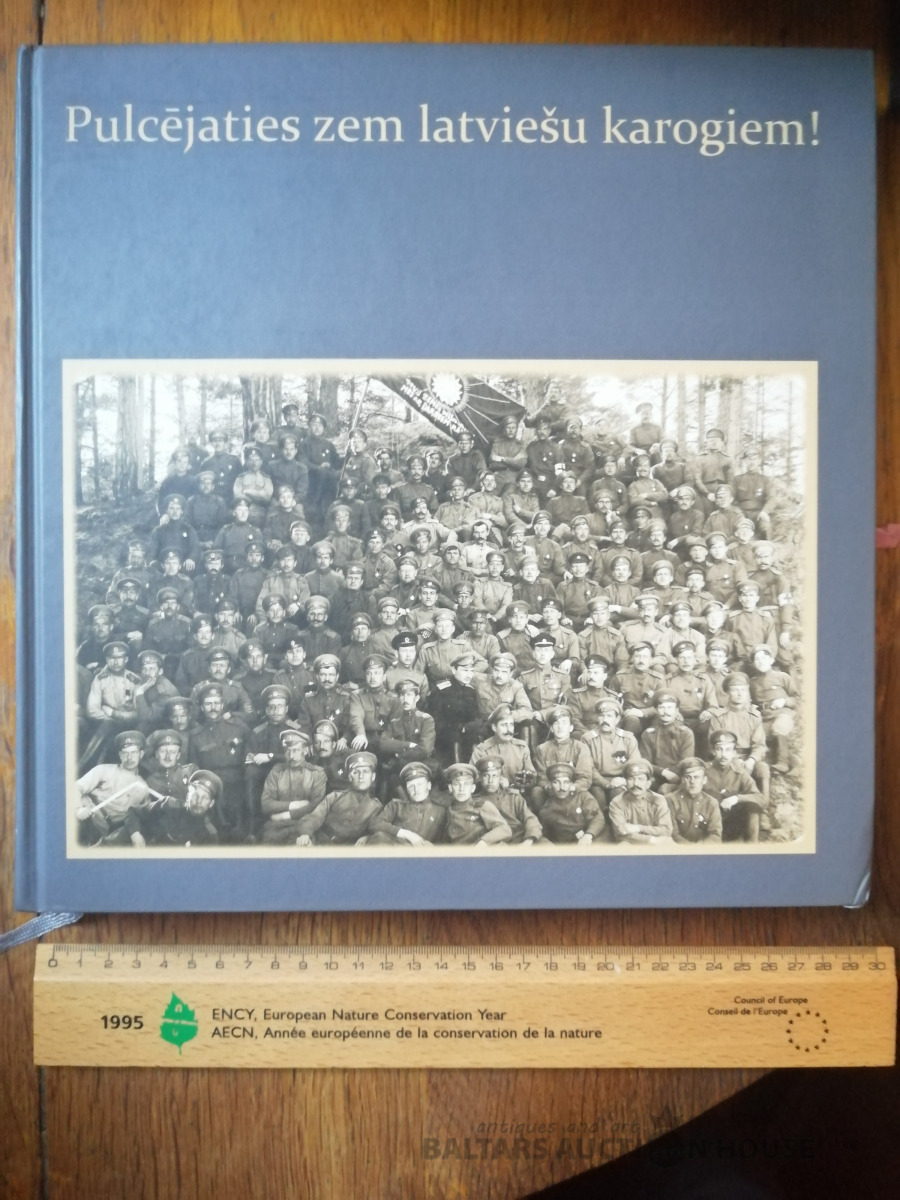 Pulcējaties zem latviešu karogiem!
0 1 2 3 4 5 6 7 8 9 10 11 12 13 14 15 16 17 18 19 20 21 22 23 24 25 26 27 28 29 30
1995
ENCY, European Nature Conservation Year
AECN, Année européenne de la conservation de la nature
Council of Europe
Conseil de l'Europe
antiques and art
BALTARS AUCTION HOUSE